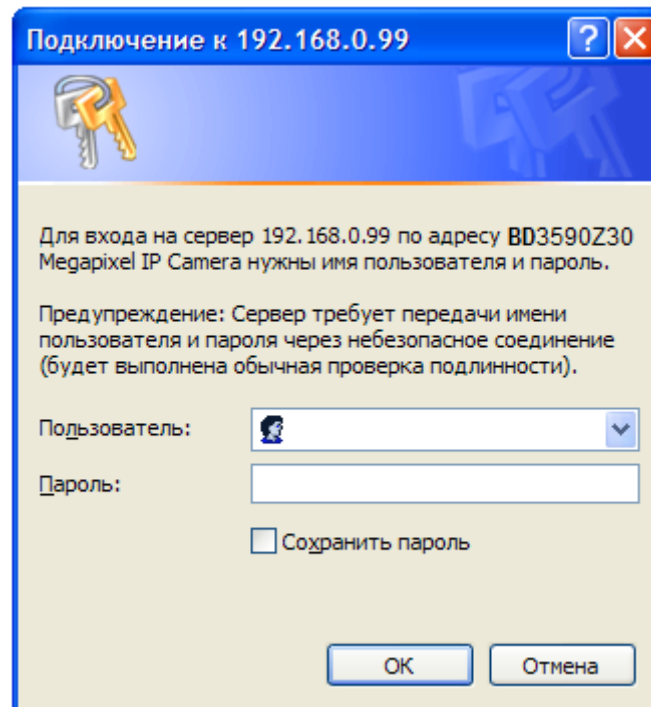 Подключение к 192.168.0.99
Для входа на сервер 192.168.0.99 по адресу BD3590Z30
Megapixel IP Camera нужны имя пользователя и пароль.
Предупреждение: Сервер требует передачи имени
пользователя и пароля через небезопасное соединение
(будет выполнена обычная проверка подлинности).
Пользователь:
Пароль:
Сохранить пароль
ОК
Отмена